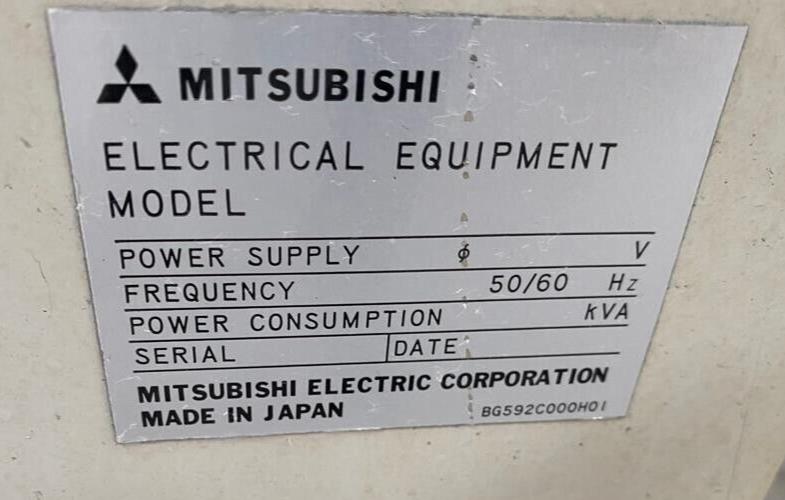 MITSUBISHI
ELECTRICAL EQUIPMENT
MODEL
POWER SUPPLY ϕ V
FREQUENCY 50/60 Hz
POWER CONSUMPTION kVA
SERIAL DATE
MITSUBISHI ELECTRIC CORPORATION
MADE IN JAPAN BG592C000H01